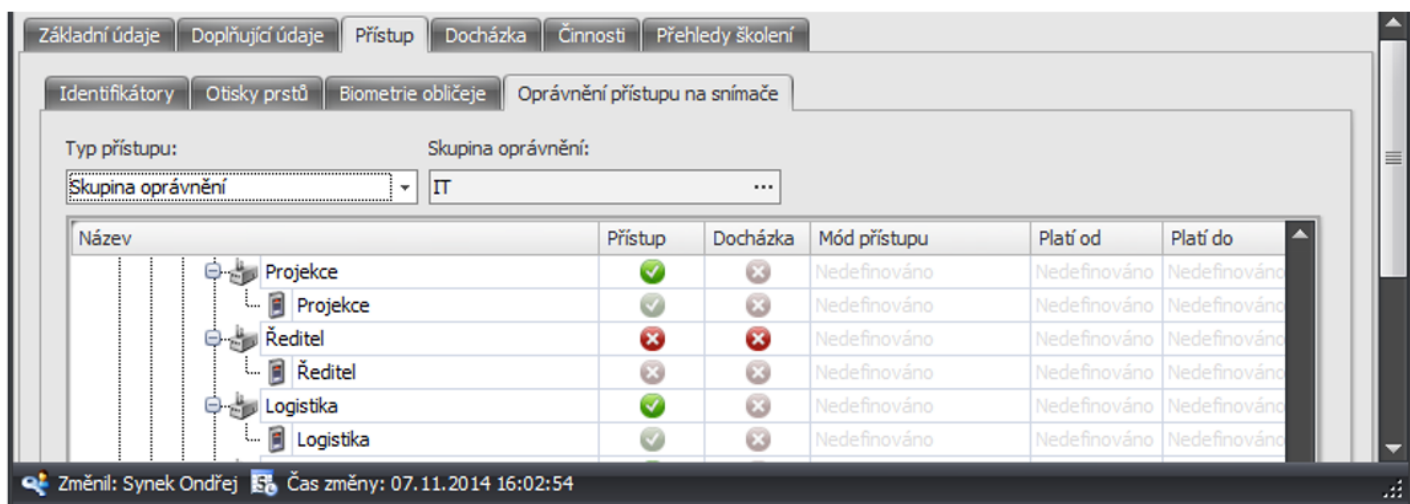 Základní údaje Doplňující údaje Přístup Docházka Činnosti Přehledy školení
Identifikátory Otisky prstů Biometrie obličeje Oprávnění přístupu na snímače
Typ přístupu: Skupina oprávnění:
Skupina oprávnění IT ...
Název Přístup Docházka Mód přístupu Platí od Platí do
Projekce Nedefinováno Nedefinováno Nedefinováno
Projekce Nedefinováno Nedefinováno Nedefinováno
Ředitel Nedefinováno Nedefinováno Nedefinováno
Ředitel Nedefinováno Nedefinováno Nedefinováno
Logistika Nedefinováno Nedefinováno Nedefinováno
Logistika Nedefinováno Nedefinováno Nedefinováno
Změnil: Synek Ondřej Čas změny: 07.11.2014 16:02:54